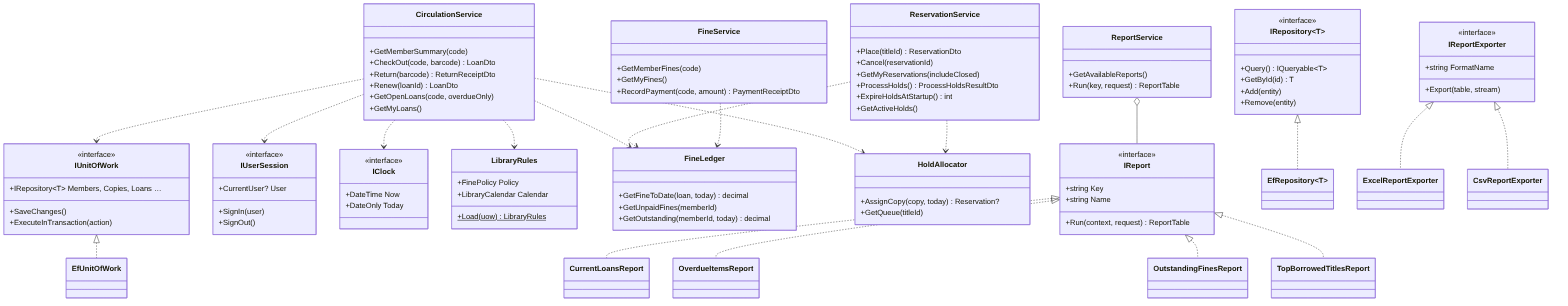 CirculationService
+GetMemberSummary(code)
+CheckOut(code, barcode) : LoanDto
+Return(barcode) : ReturnReceiptDto
+Renew(loanId) : LoanDto
+GetOpenLoans(code, overdueOnly)
+GetMyLoans()
FineService
+GetMemberFines(code)
+GetMyFines()
+RecordPayment(code, amount) : PaymentReceiptDto
ReservationService
+Place(titleId) : ReservationDto
+Cancel(reservationId)
+GetMyReservations(includeClosed)
+ProcessHolds() : ProcessHoldsResultDto
+ExpireHoldsAtStartup() : int
+GetActiveHolds()
ReportService
+GetAvailableReports()
+Run(key, request) : ReportTable
«interface»
IRepository<T>
+Query() : IQueryable<T>
+GetById(id) : T
+Add(entity)
+Remove(entity)
«interface»
IReportExporter
+string FormatName
+Export(table, stream)
«interface»
IUnitOfWork
+IRepository<T> Members, Copies, Loans …
+SaveChanges()
+ExecuteInTransaction(action)
«interface»
IUserSession
+CurrentUser? User
+SignIn(user)
+SignOut()
«interface»
IClock
+DateTime Now
+DateOnly Today
LibraryRules
+FinePolicy Policy
+LibraryCalendar Calendar
+Load(uow) : LibraryRules
FineLedger
+GetFineToDate(loan, today) : decimal
+GetUnpaidFines(memberId)
+GetOutstanding(memberId, today) : decimal
HoldAllocator
+AssignCopy(copy, today) : Reservation?
+GetQueue(titleId)
«interface»
IReport
+string Key
+string Name
+Run(context, request) : ReportTable
EfRepository<T>
ExcelReportExporter
CsvReportExporter
EfUnitOfWork
CurrentLoansReport
OverdueItemsReport
OutstandingFinesReport
TopBorrowedTitlesReport